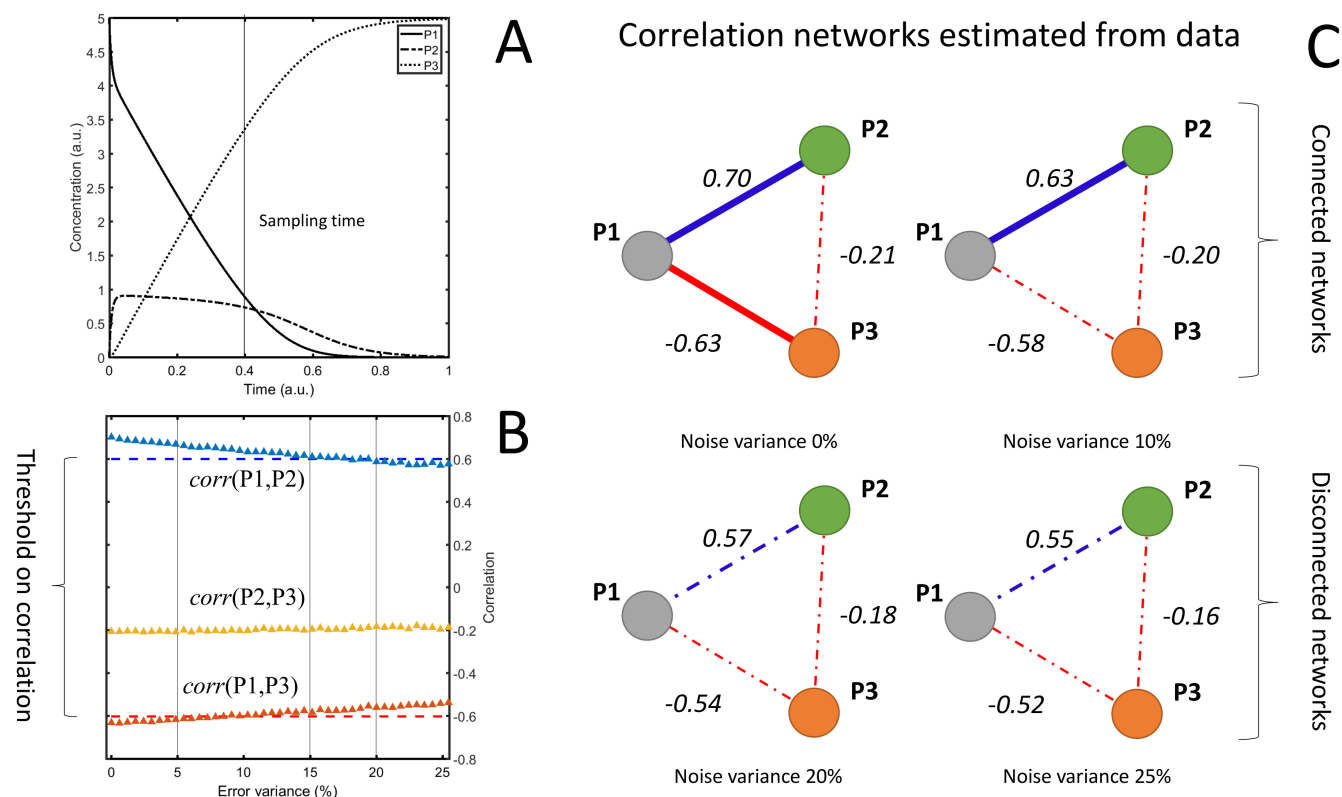 A
5
4.5
4
3.5
3
2.5
2
1.5
1
0.5
0
Concentration (a.u.)
P1
P2
P3
Sampling time
0 0.2 0.4 0.6 0.8 1
Time (a.u.)
B
Threshold on correlation
0.8
0.6
0.4
0.2
0
-0.2
-0.4
-0.6
-0.8
Correlation
corr(P1,P2)
corr(P2,P3)
corr(P1,P3)
0 5 10 15 20 25
Error variance (%)
Correlation networks estimated from data
C
P2
0.70
P1
-0.21
P3
-0.63
Noise variance 0%
P2
0.63
P1
-0.20
P3
-0.58
Noise variance 10%
Connected networks
P2
0.57
P1
-0.18
P3
-0.54
Noise variance 20%
P2
0.55
P1
-0.16
P3
-0.52
Noise variance 25%
Disconnected networks